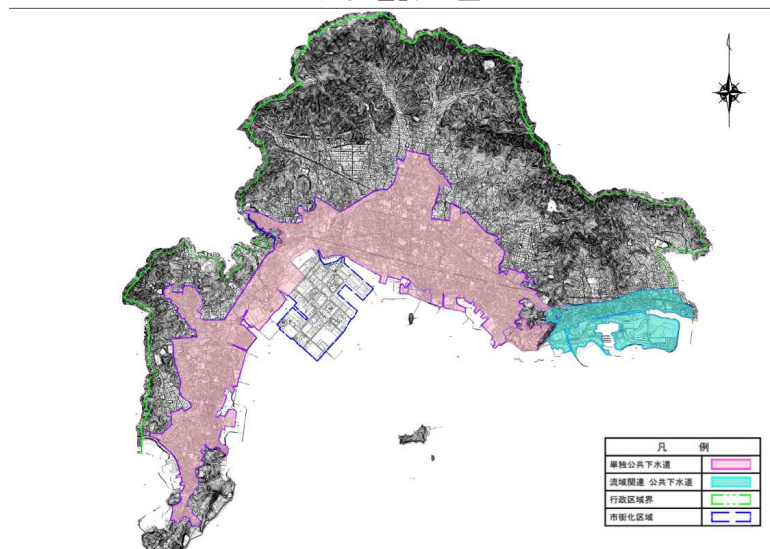 凡 例
単独公共下水道
流域関連 公共下水道
行政区域界
市街化区域